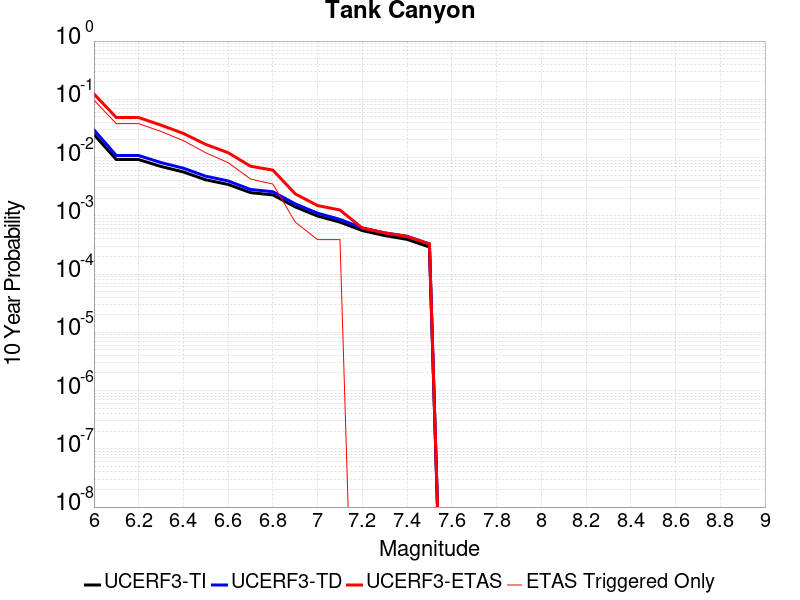 Tank Canyon
10^0
10^-1
10^-2
10^-3
10^-4
10^-5
10^-6
10^-7
10^-8
10 Year Probability
6 6.2 6.4 6.6 6.8 7 7.2 7.4 7.6 7.8 8 8.2 8.4 8.6 8.8 9
Magnitude
UCERF3-TI UCERF3-TD UCERF3-ETAS ETAS Triggered Only